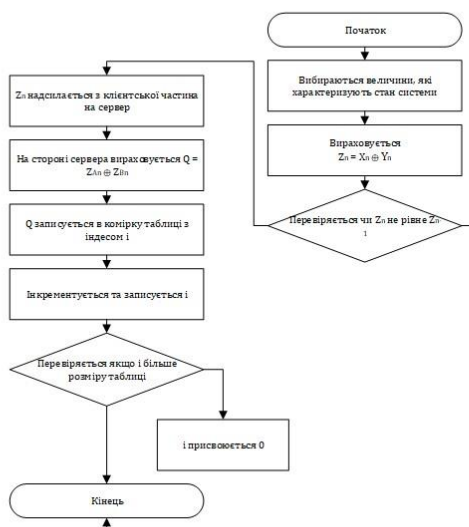 Початок
Вибираються величини, які
характеризують стан системи
Вираховується
Zn = Xn ⊕ Yn
Перевіряється чи Zn не рівне Zn-
1
Zn надсилається з клієнтської частина
на сервер
На стороні сервера вираховується Q =
ZAn ⊕ ZBn
Q записується в комірку таблиці з
індесом i
Інкрементується та записується i
Перевіряється якщо i більше
розміру таблиці
i присвоюється 0
Кінець